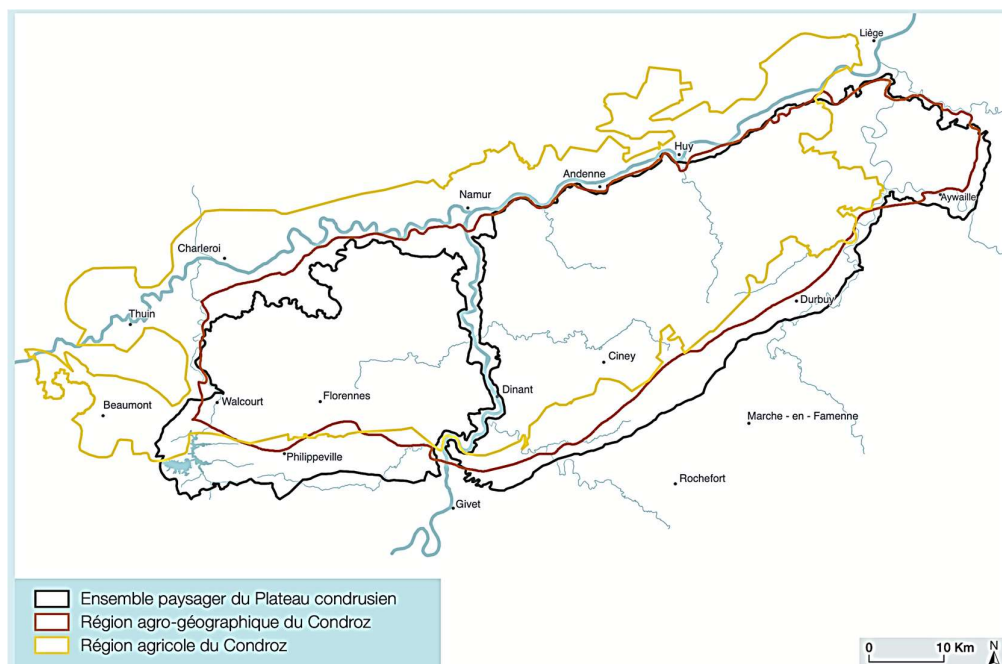 Liège
Huy
Andenne
Aywaille
Namur
Charleroi
Durbuy
Thuin
Ciney
Dinant
Florennes
Walcourt
Beaumont
Marche - en - Famenne
Philippeville
Rochefort
Givet
Ensemble paysager du Plateau condrusien
Région agro-géographique du Condroz
Région agricole du Condroz
0 10 Km N